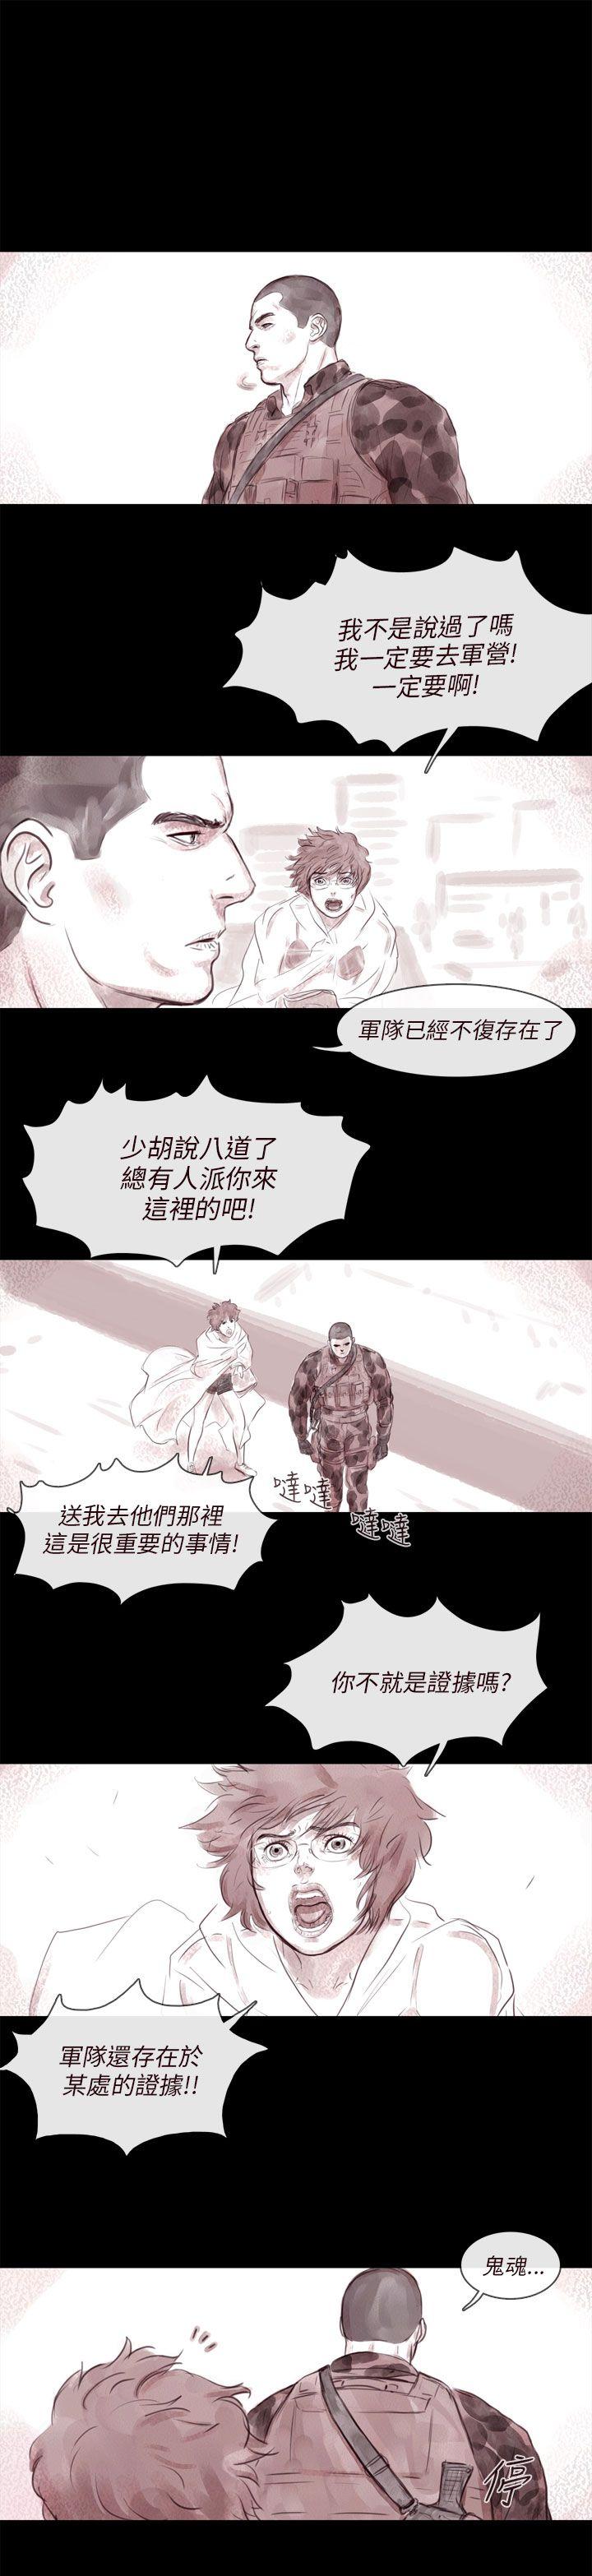 我不是說過了嗎
我一定要去軍營!
一定要啊!
軍隊已經不復存在了
少胡說八道了
總有人派你來
這裡的吧!
噠噠
噠噠
送我去他們那裡
這是很重要的事情!
你不就是證據嗎?
軍隊還存在於
某處的證據!!
鬼魂...
停